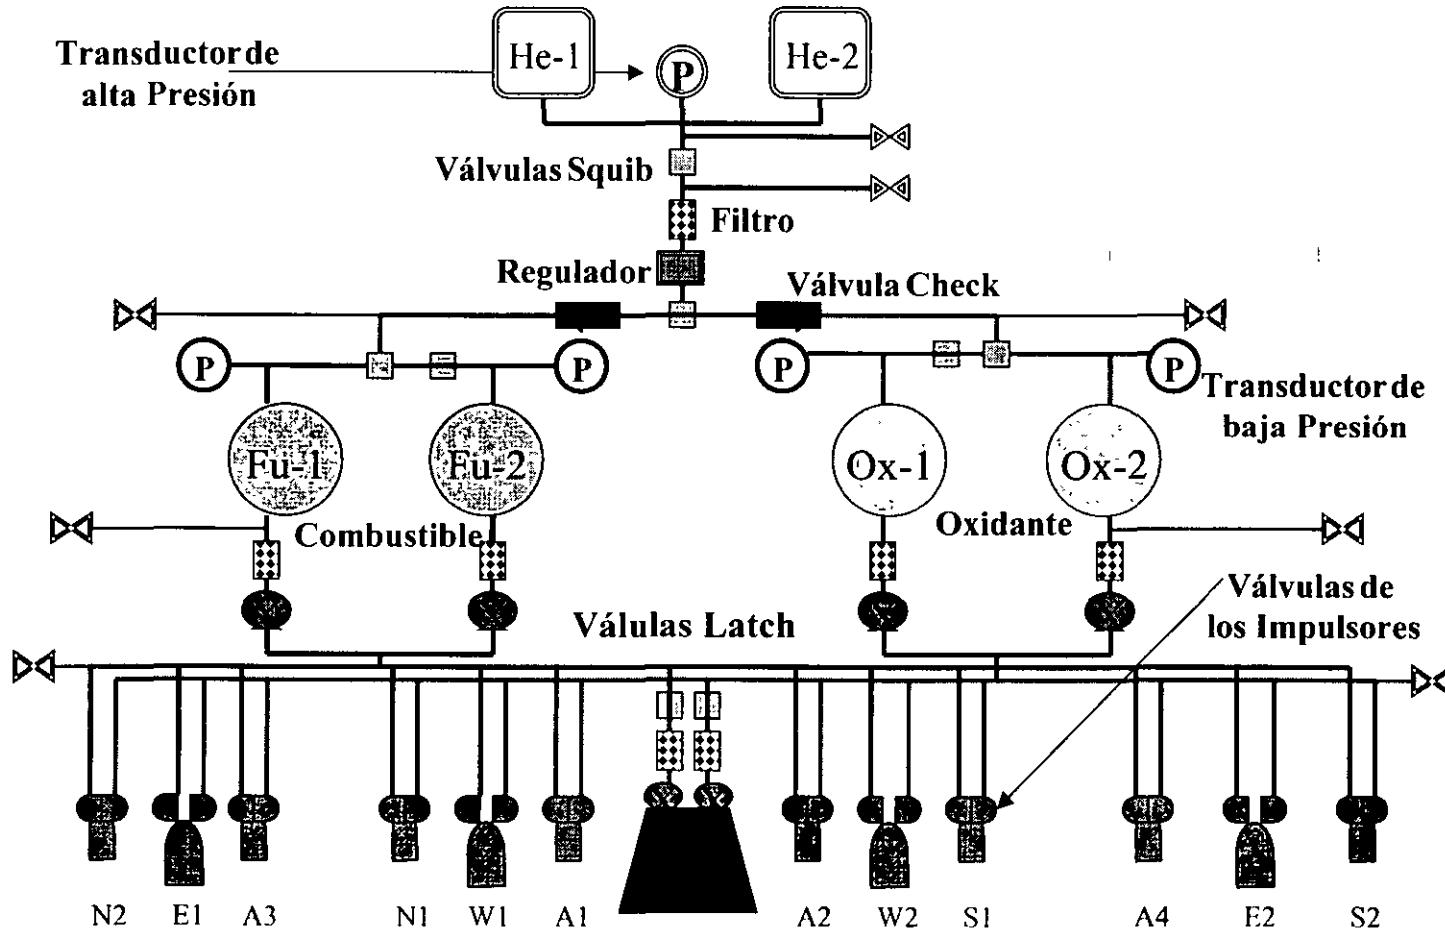 Transductor de
alta Presión
He-1
P
He-2
Válvulas Squib
Filtro
Regulador
Válvula Check
P
P
P
P
Transductor de
baja Presión
Fu-1
Fu-2
Ox-1
Ox-2
Combustible
Oxidante
Válulas Latch
Válvulas de
los Impulsores
N2
E1
A3
N1
W1
A1
A2
W2
S1
A4
E2
S2